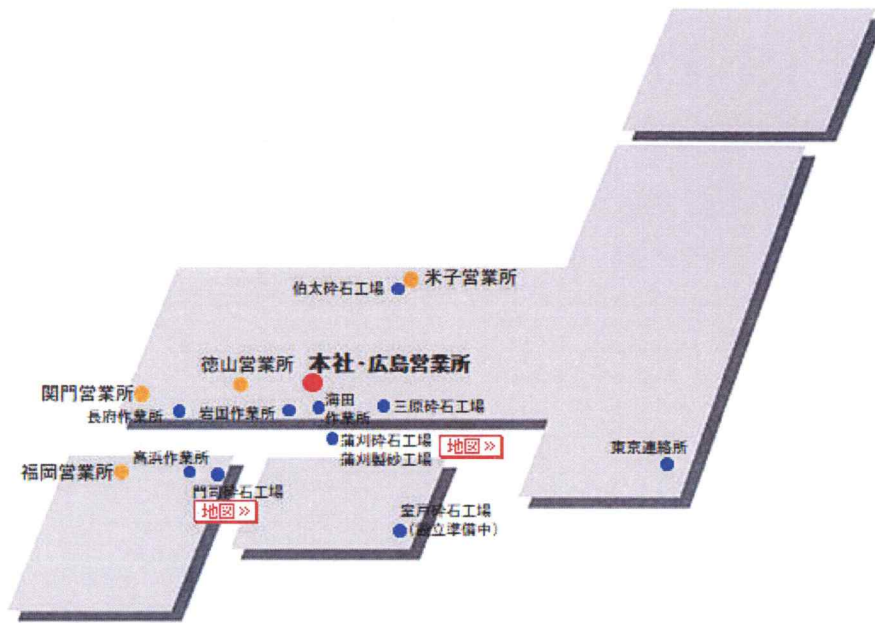 米子営業所
伯太砕石工場
徳山営業所
本社・広島営業所
関門営業所
長府作業所
岩国作業所
海田
作業所
三原砕石工場
蒲刈砕石工場
蒲刈製砂工場
地図»
東京連絡所
高浜作業所
福岡営業所
門司砕石工場
地図»
室戸砕石工場
(設立準備中)